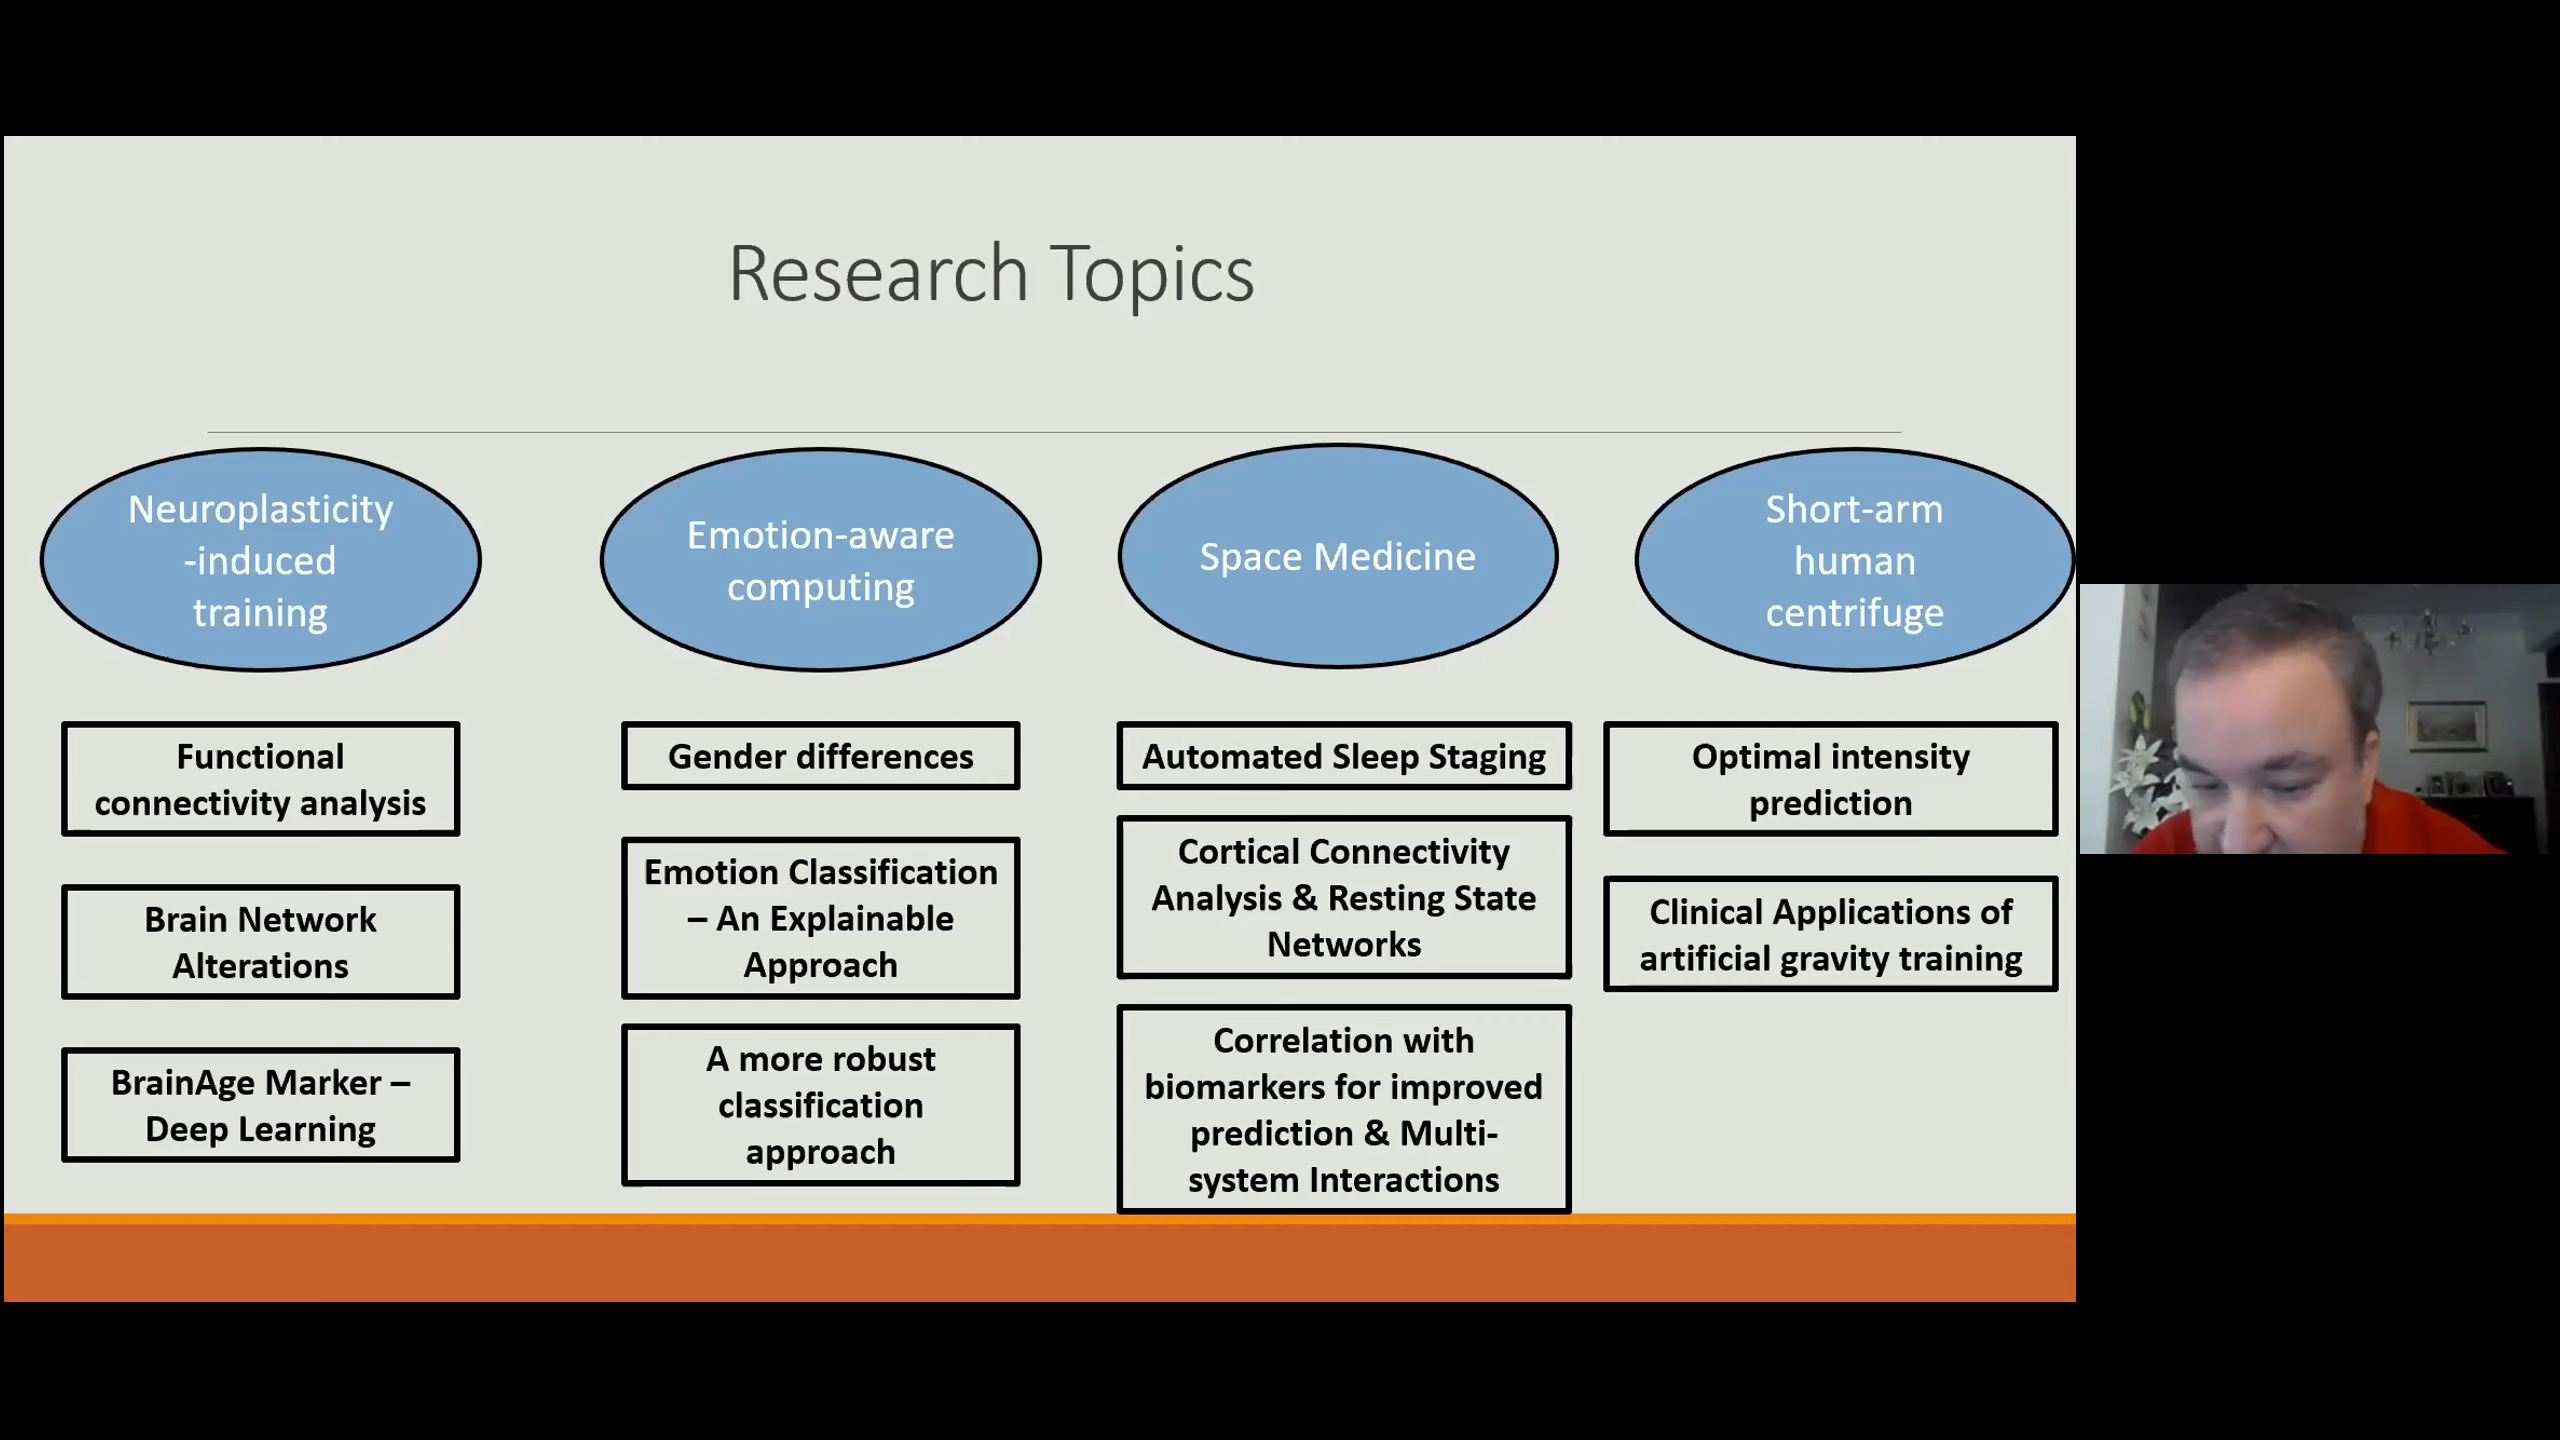 Research Topics
Neuroplasticity
-induced
training
Functional
connectivity analysis
Brain Network
Alterations
BrainAge Marker –
Deep Learning
Emotion-aware
computing
Gender differences
Emotion Classification
– An Explainable
Approach
A more robust
classification
approach
Space Medicine
Automated Sleep Staging
Cortical Connectivity
Analysis & Resting State
Networks
Correlation with
biomarkers for improved
prediction & Multi-
system Interactions
Short-arm
human
centrifuge
Optimal intensity
prediction
Clinical Applications of
artificial gravity training